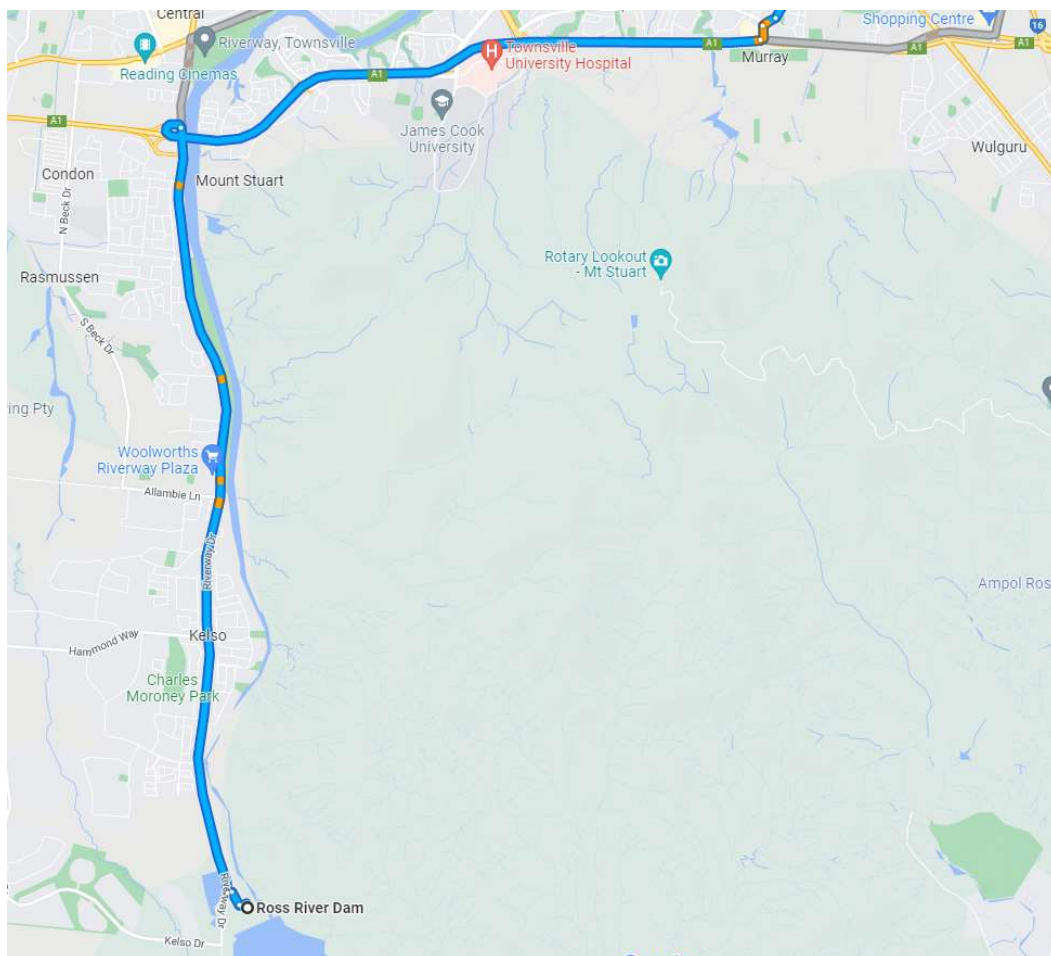 Central
Shopping Centre
16
Riverway, Townsville
Reading Cinemas
Townsville
University Hospital
A1
A1
A1
Murray
A1
A1
James Cook
University
Condon
Mount Stuart
Wulguru
N Beck Dr
Rotary Lookout
- Mt Stuart
Rasmussen
S Beck Dr
ing Pty
Woolworths
Riverway Plaza
Allambie Ln
Riverway Dr
Ampol Ros
Kelso
Hammond Way
Charles
Moroney Park
Riverway Dr
Ross River Dam
Kelso Dr